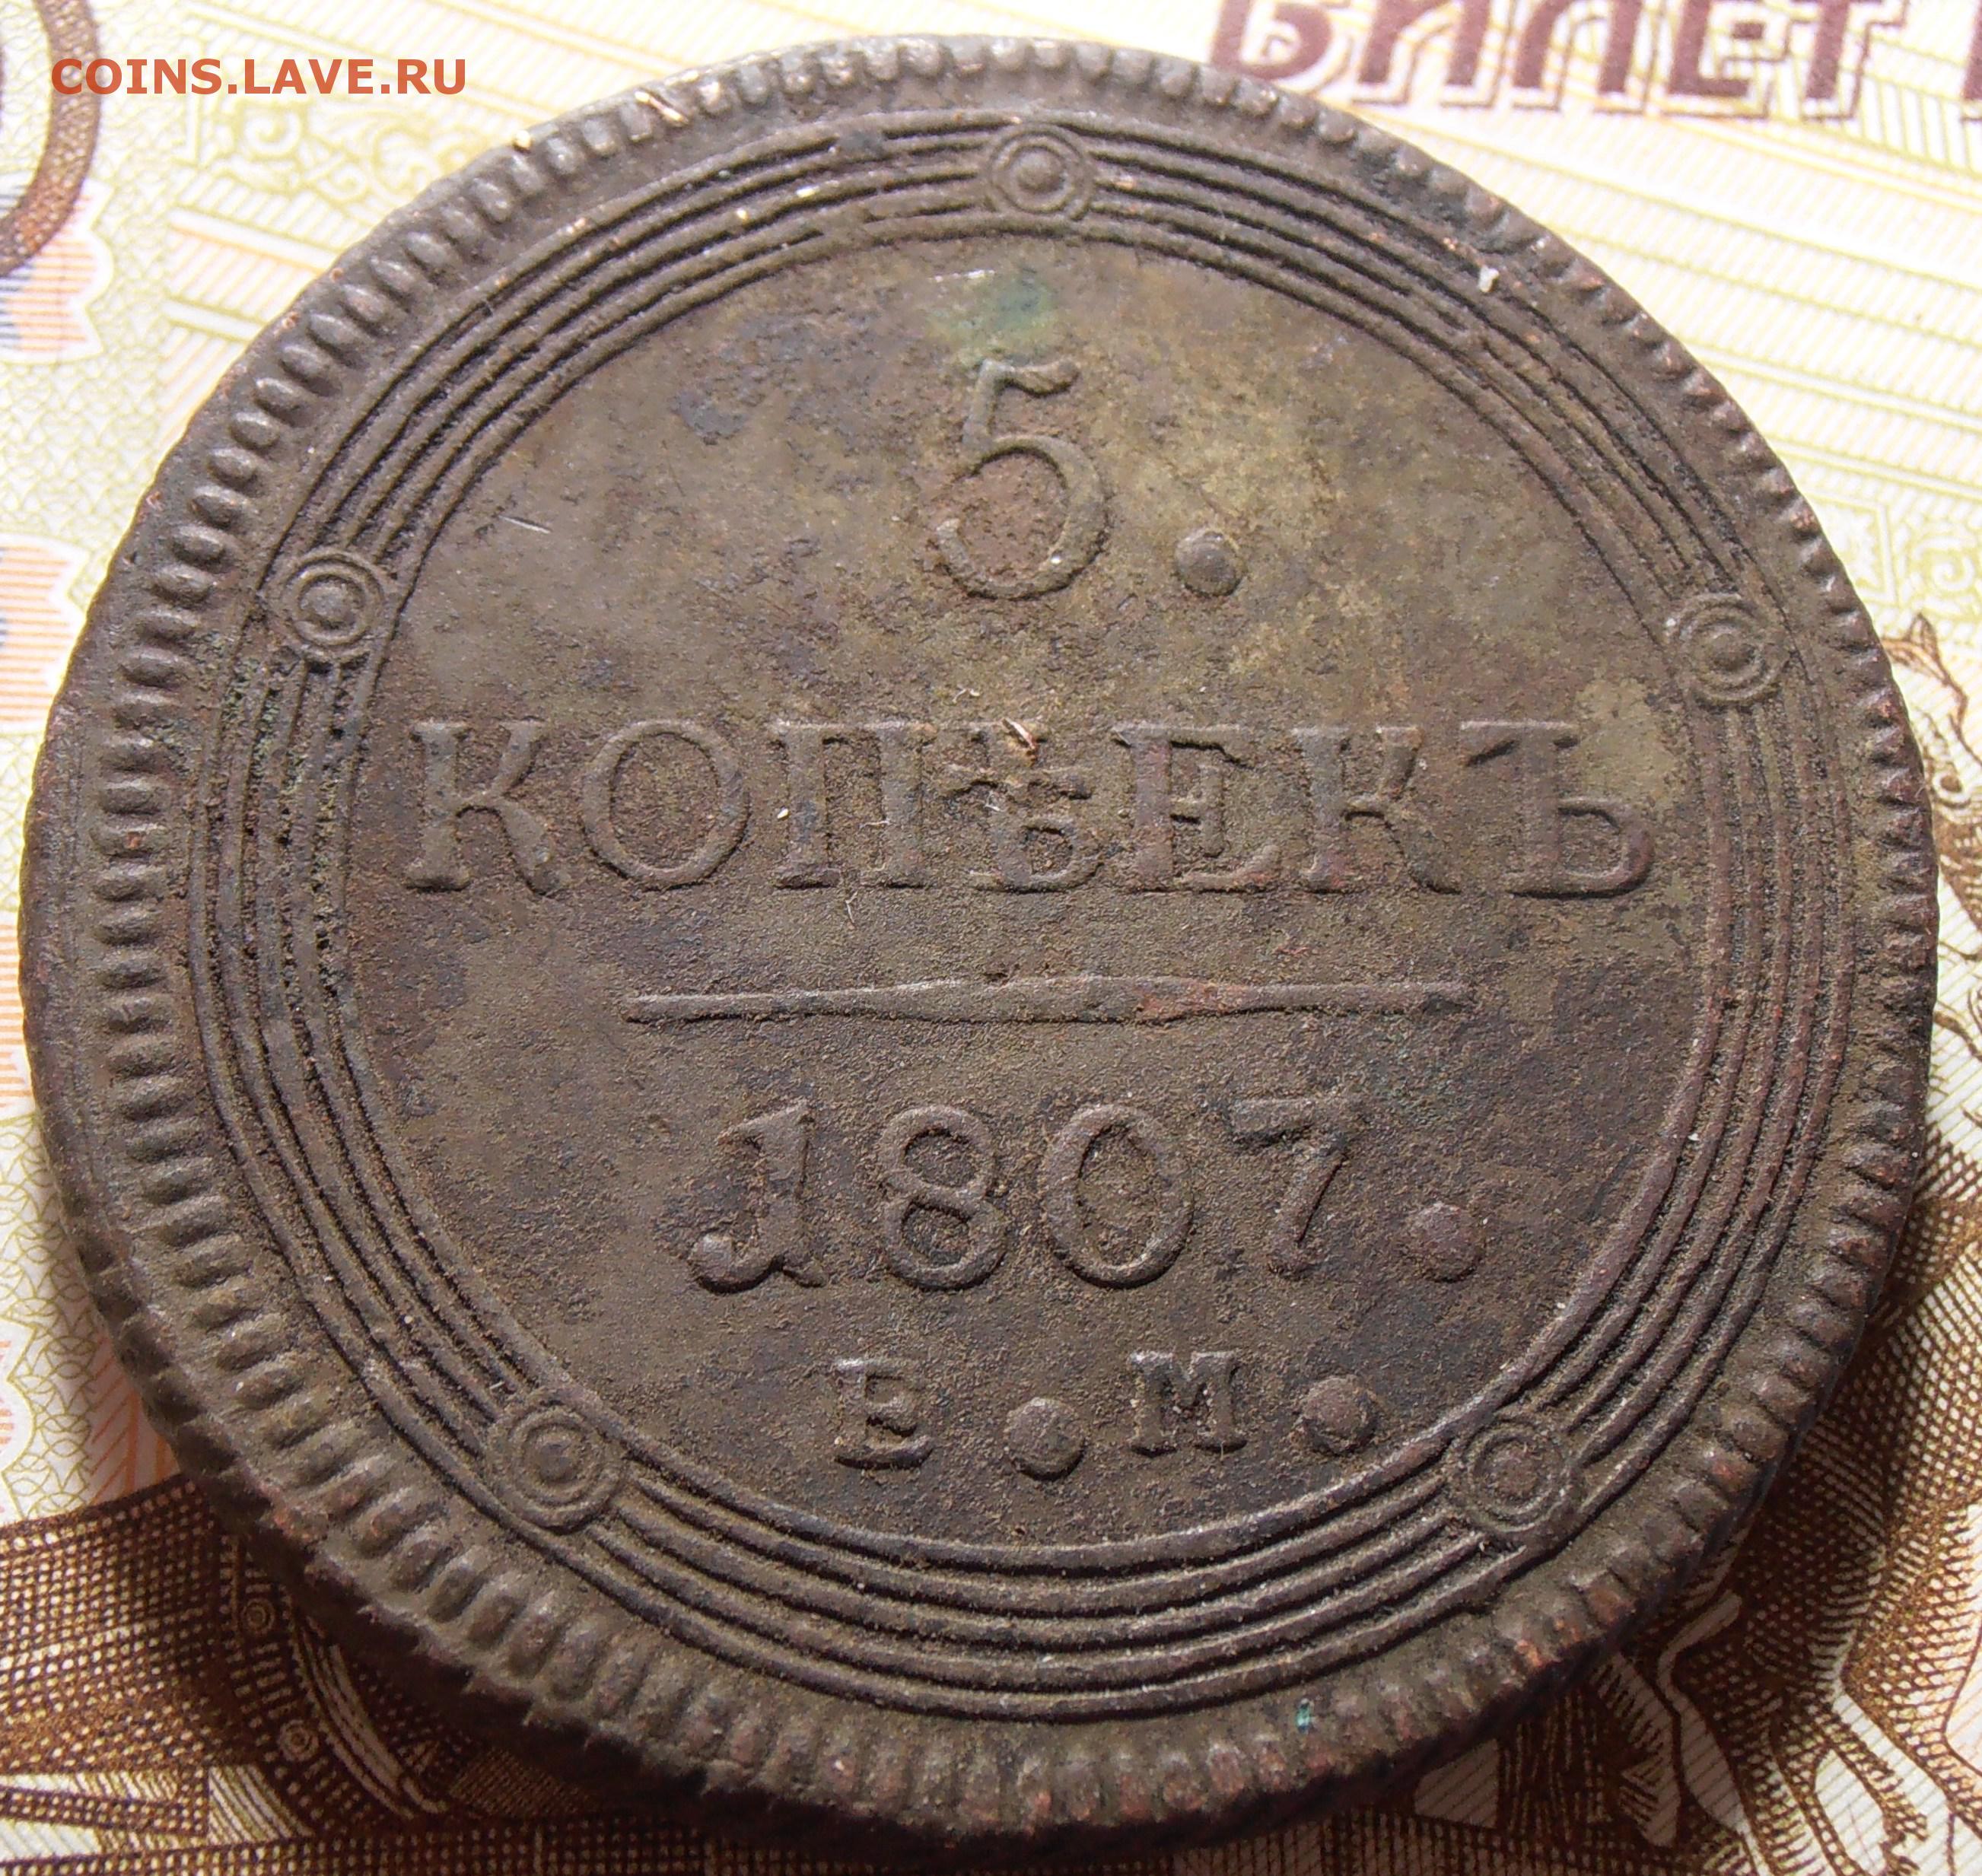 COINS.LAVE.RU
БИЛЕТ
5.
КОПѢЕКЪ
1807.
Е.М.